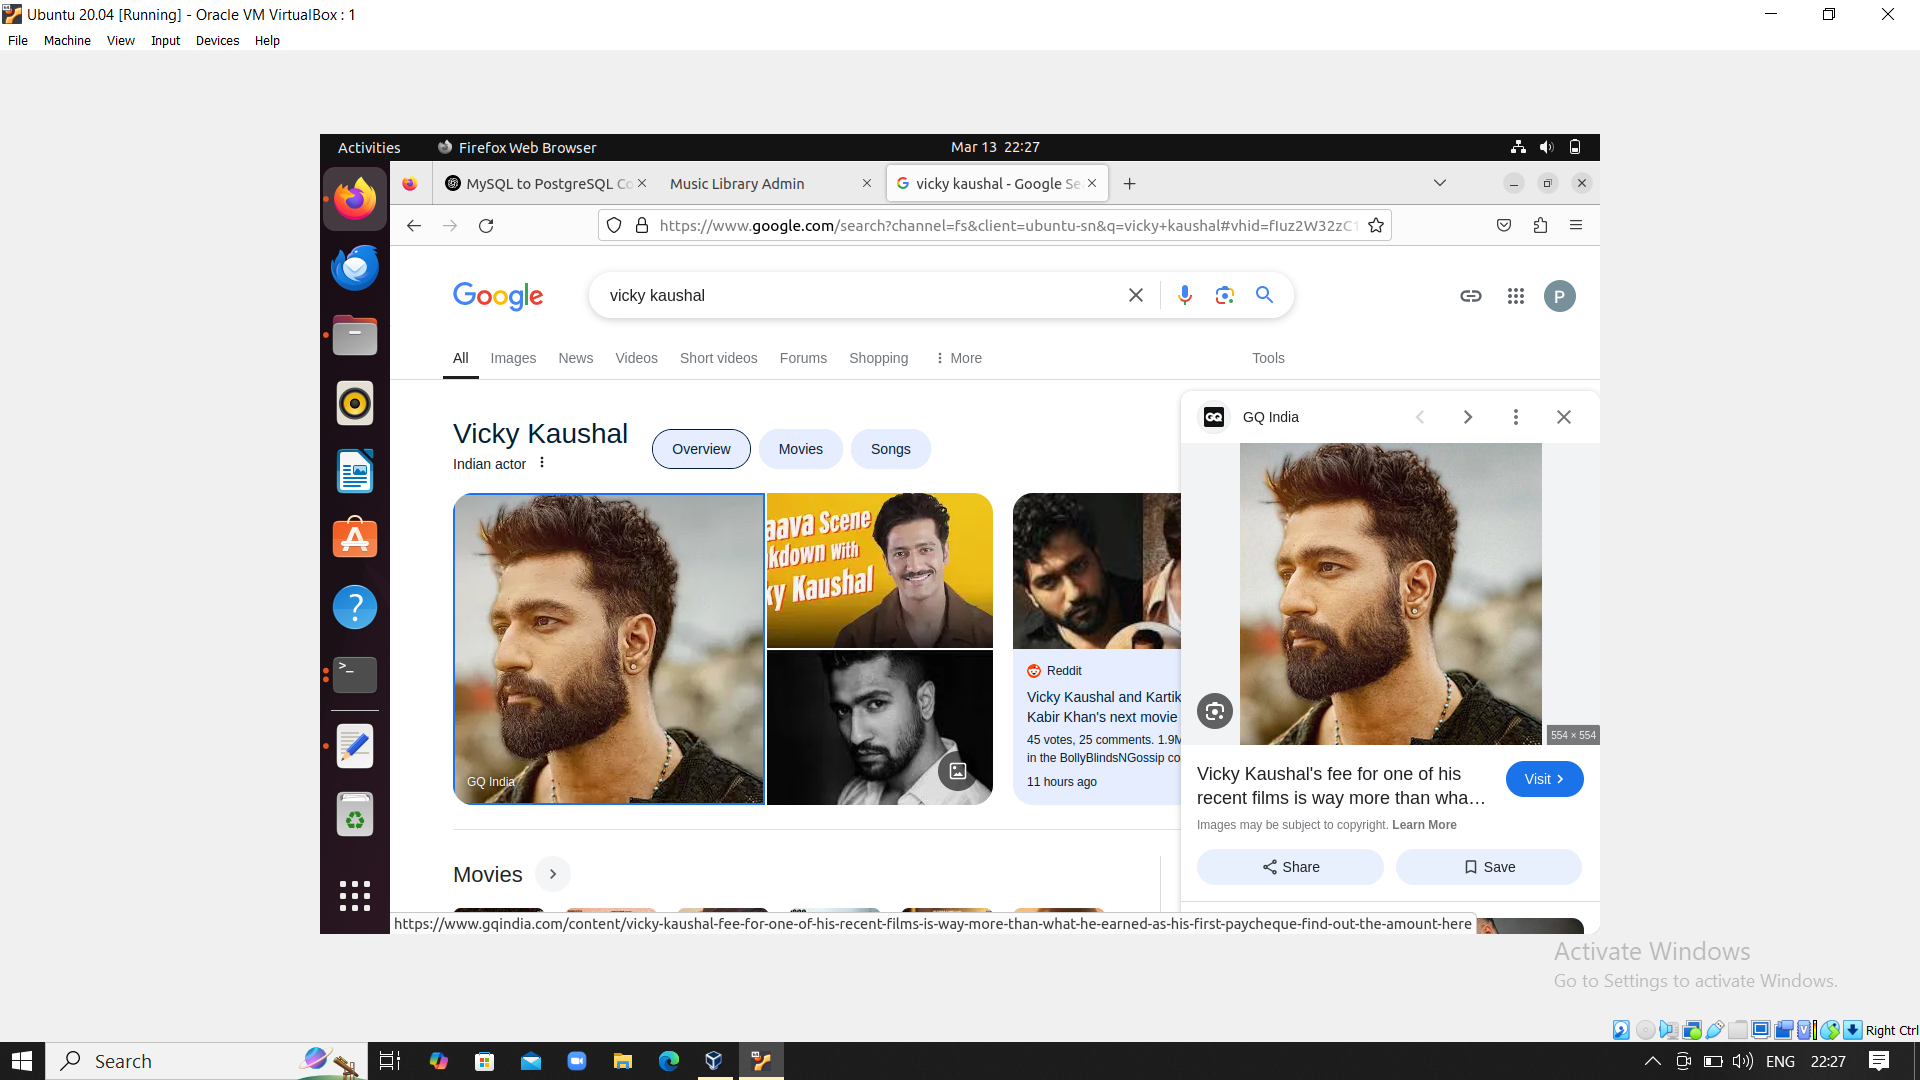 Ubuntu 20.04 [Running] - Oracle VM VirtualBox : 1
File Machine View Input Devices Help
Activities Firefox Web Browser Mar 13 22:27
MySQL to PostgreSQL Co Music Library Admin vicky kaushal - Google Se
https://www.google.com/search?channel=fs&client=ubuntu-sn&q=vicky+kaushal#vhid=
Google vicky kaushal P
All Images News Videos Short videos Forums Shopping More Tools
GQ GQ India
Vicky Kaushal
Indian actor
Overview Movies Songs
aava Scene
kdown With
ky Kaushal
GQ India
Reddit
Vicky Kaushal and Kartik
Kabir Khan's next movie
45 votes, 25 comments. 1.9M
in the BollyBlindsNGossip co
11 hours ago
554 × 554
Vicky Kaushal's fee for one of his
recent films is way more than wha…
Visit
Images may be subject to copyright. Learn More
Share Save
Movies
https://www.gqindia.com/content/vicky-kaushal-fee-for-one-of-his-recent-films-is-way-more-than-what-he-earned-as-his-first-paycheque-find-out-the-amount-here
Activate Windows
Go to Settings to activate Windows.
Right Ctrl
Search ENG 22:27